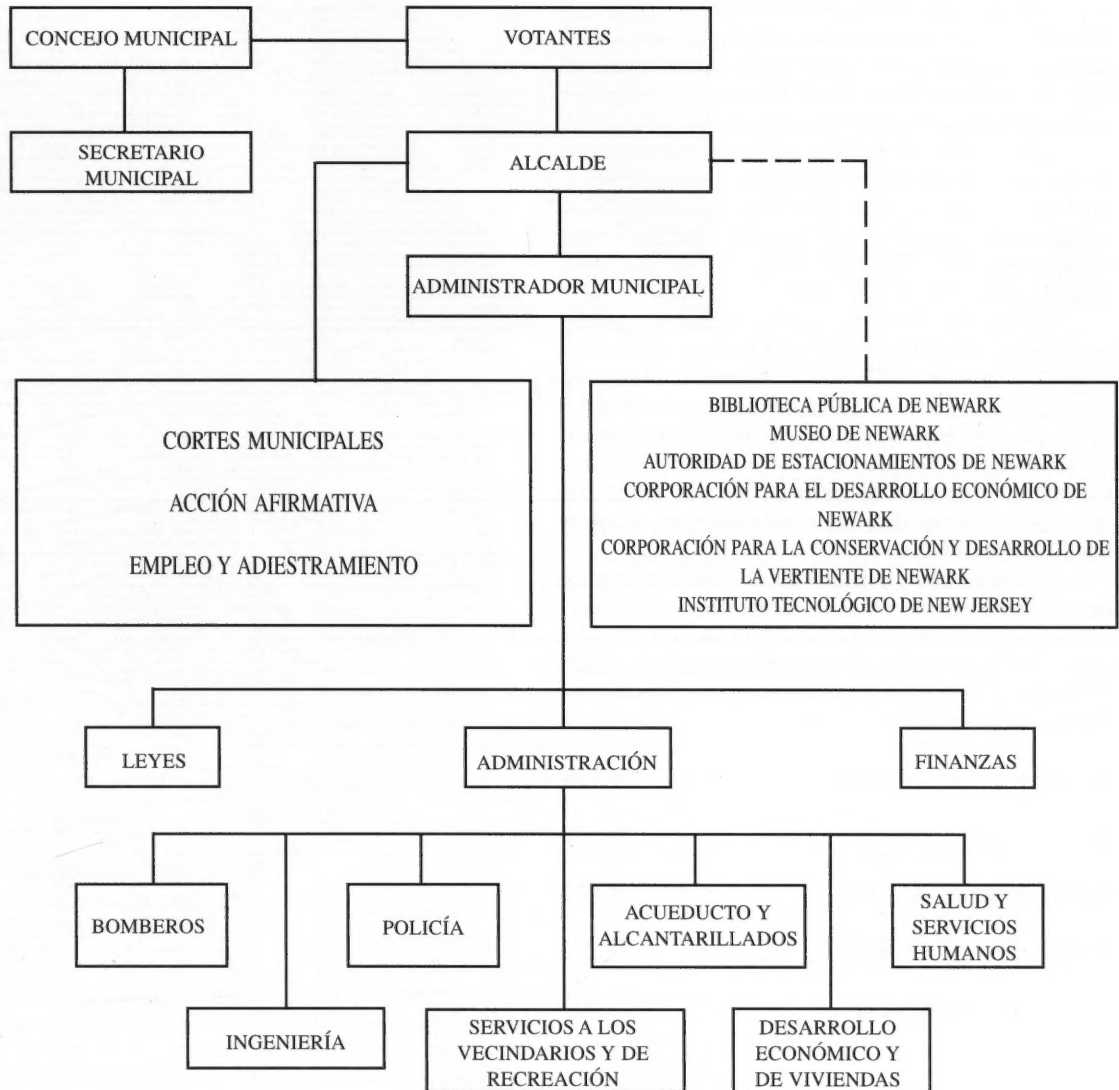 CONCEJO MUNICIPAL
VOTANTES
SECRETARIO
MUNICIPAL
ALCALDE
ADMINISTRADOR MUNICIPAL
CORTES MUNICIPALES
ACCIÓN AFIRMATIVA
EMPLEO Y ADIESTRAMIENTO
BIBLIOTECA PÚBLICA DE NEWARK
MUSEO DE NEWARK
AUTORIDAD DE ESTACIONAMIENTOS DE NEWARK
CORPORACIÓN PARA EL DESARROLLO ECONÓMICO DE
NEWARK
CORPORACIÓN PARA LA CONSERVACIÓN Y DESARROLLO DE
LA VERTIENTE DE NEWARK
INSTITUTO TECNOLÓGICO DE NEW JERSEY
LEYES
ADMINISTRACIÓN
FINANZAS
BOMBEROS
POLICÍA
ACUEDUCTO Y
ALCANTARILLADOS
SALUD Y
SERVICIOS
HUMANOS
INGENIERÍA
SERVICIOS A LOS
VECINDARIOS Y DE
RECREACIÓN
DESARROLLO
ECONÓMICO Y
DE VIVIENDAS